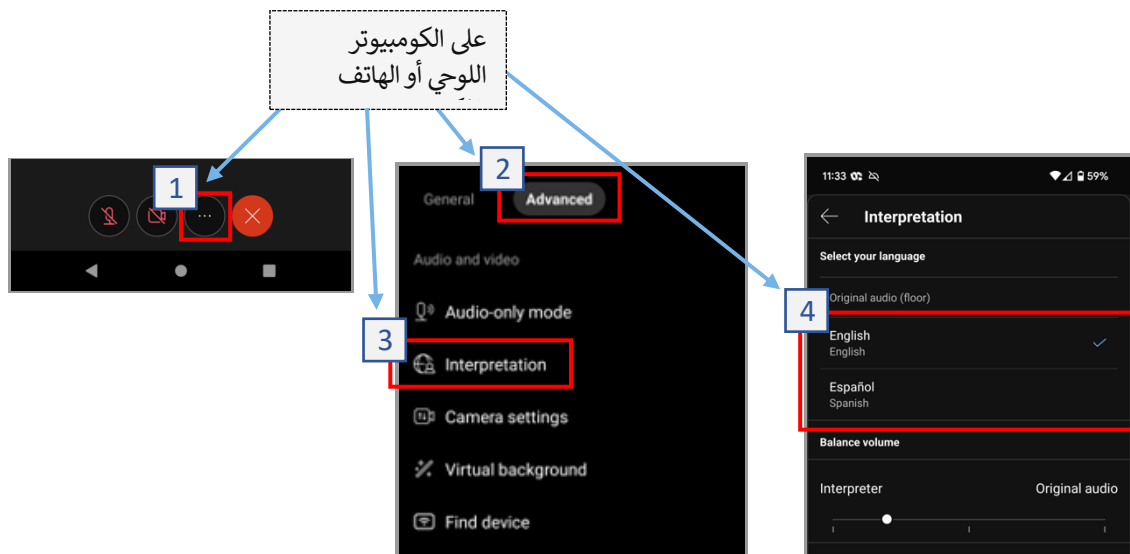 على الكومبيوتر
اللوحي أو الهاتف
1
2
General Advanced
Audio and video
Audio-only mode
3
Interpretation
Camera settings
Virtual background
Find device
11:33 59%
Interpretation
Select your language
Original audio (floor)
4
English
English
Español
Spanish
Balance volume
Interpreter Original audio